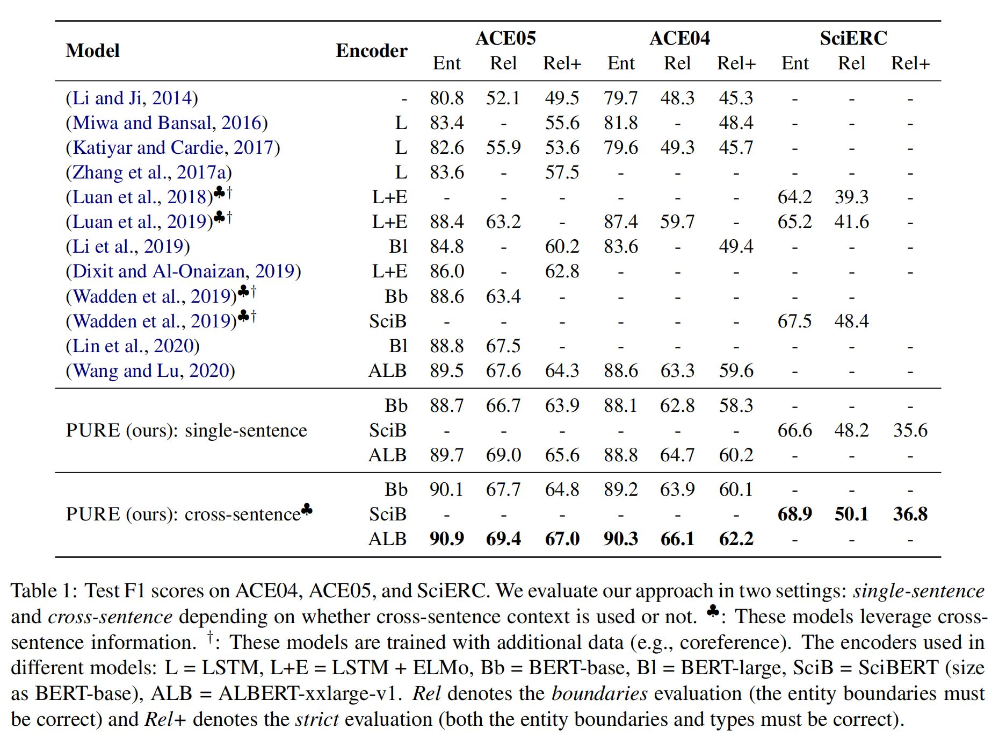 Model Encoder ACE05 ACE04 SciERC
Ent Rel Rel+ Ent Rel Rel+ Ent Rel Rel+
(Li and Ji, 2014) - 80.8 52.1 49.5 79.7 48.3 45.3 - - -
(Miwa and Bansal, 2016) L 83.4 - 55.6 81.8 - 48.4 - - -
(Katiyar and Cardie, 2017) L 82.6 55.9 53.6 79.6 49.3 45.7 - - -
(Zhang et al., 2017a) L 83.6 - 57.5 - - - - - -
(Luan et al., 2018)♣† L+E - - - - - - 64.2 39.3 -
(Luan et al., 2019)♣† L+E 88.4 63.2 - 87.4 59.7 - 65.2 41.6 -
(Li et al., 2019) Bl 84.8 - 60.2 83.6 - 49.4 - - -
(Dixit and Al-Onaizan, 2019) L+E 86.0 - 62.8 - - - - - -
(Wadden et al., 2019)♣† Bb 88.6 63.4 - - - - - -
(Wadden et al., 2019)♣† SciB - - - - - - 67.5 48.4
(Lin et al., 2020) Bl 88.8 67.5 - - - - - - -
(Wang and Lu, 2020) ALB 89.5 67.6 64.3 88.6 63.3 59.6 - - -
Bb 88.7 66.7 63.9 88.1 62.8 58.3 - - -
PURE (ours): single-sentence SciB - - - - - - 66.6 48.2 35.6
ALB 89.7 69.0 65.6 88.8 64.7 60.2 - - -
Bb 90.1 67.7 64.8 89.2 63.9 60.1 - - -
PURE (ours): cross-sentence♣ SciB - - - - - - 68.9 50.1 36.8
ALB 90.9 69.4 67.0 90.3 66.1 62.2 - - -
Table 1: Test F1 scores on ACE04, ACE05, and SciERC. We evaluate our approach in two settings: single-sentence
and cross-sentence depending on whether cross-sentence context is used or not. ♣: These models leverage cross-
sentence information. †: These models are trained with additional data (e.g., coreference). The encoders used in
different models: L = LSTM, L+E = LSTM + ELMo, Bb = BERT-base, Bl = BERT-large, SciB = SciBERT (size
as BERT-base), ALB = ALBERT-xxlarge-v1. Rel denotes the boundaries evaluation (the entity boundaries must
be correct) and Rel+ denotes the strict evaluation (both the entity boundaries and types must be correct).